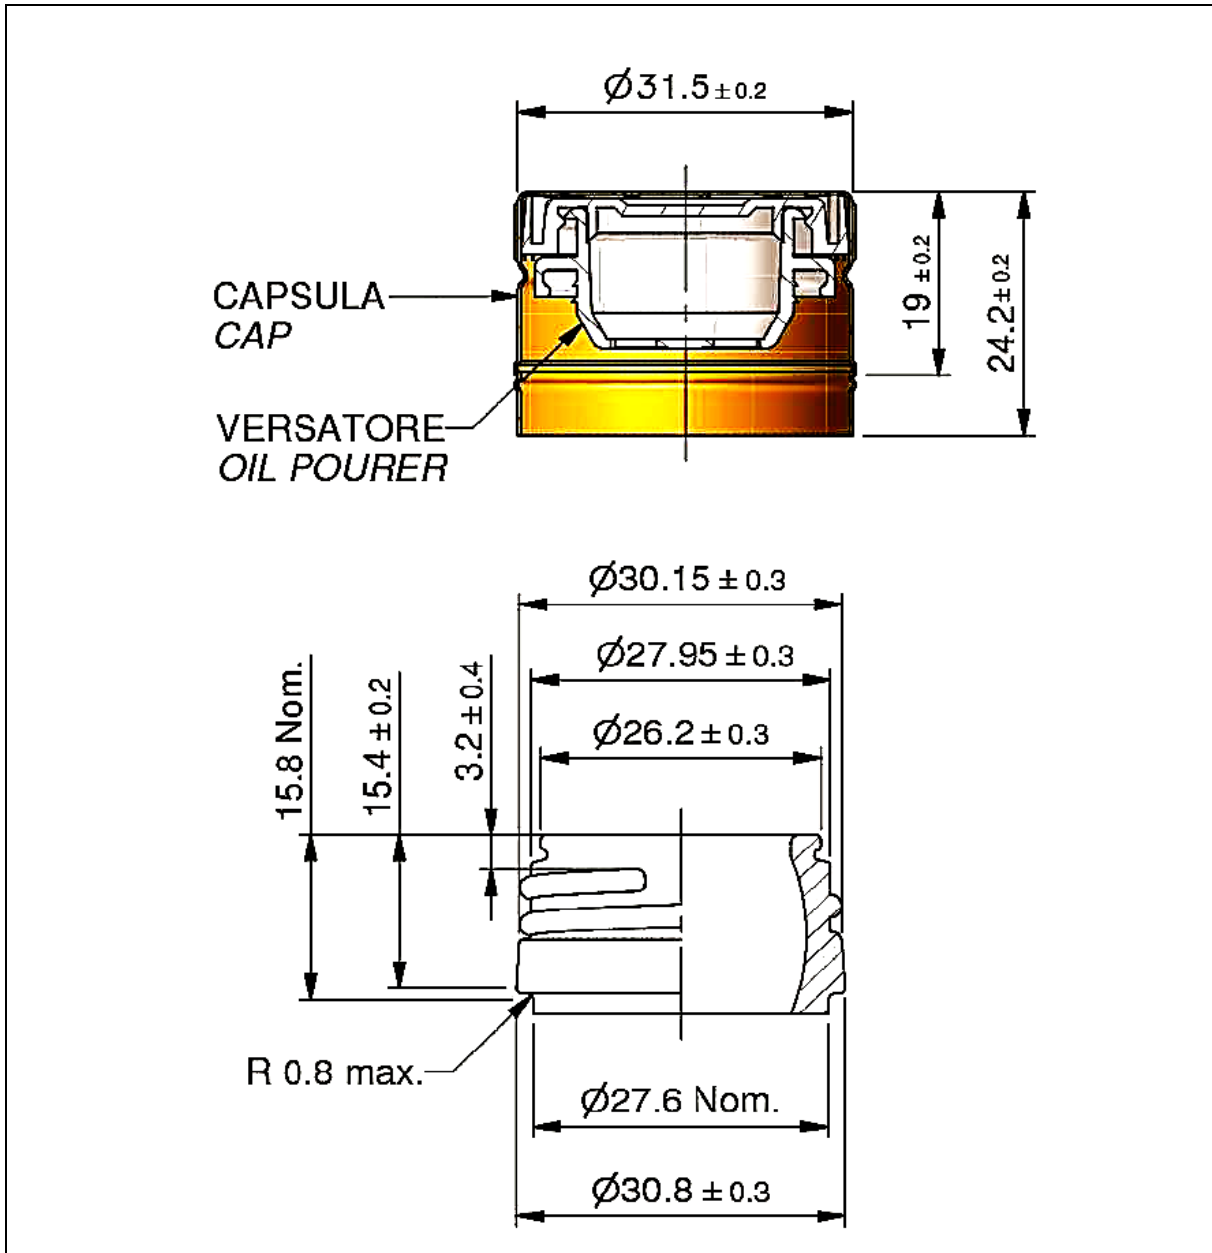 Ø31.5 ± 0.2
19 ± 0.2
24.2 ± 0.2
CAPSULA
CAP
VERSATORE
OIL POURER
Ø30.15 ± 0.3
Ø27.95 ± 0.3
Ø26.2 ± 0.3
15.8 Nom.
15.4 ± 0.2
3.2 ± 0.4
R 0.8 max.
Ø27.6 Nom.
Ø30.8 ± 0.3